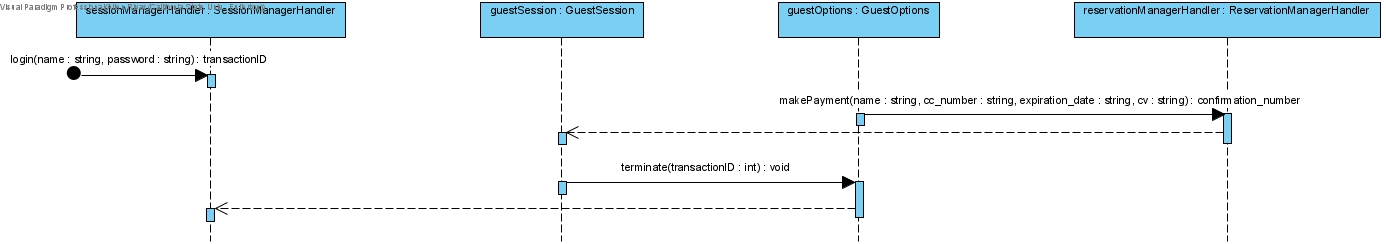 sessionManagerHandler : SessionManagerHandler
guestSession : GuestSession
guestOptions : GuestOptions
reservationManagerHandler : ReservationManagerHandler
login(name : string, password : string) : transactionID
makePayment(name : string, cc_number : string, expiration_date : string, cv : string) : confirmation_number
terminate(transactionID : int) : void